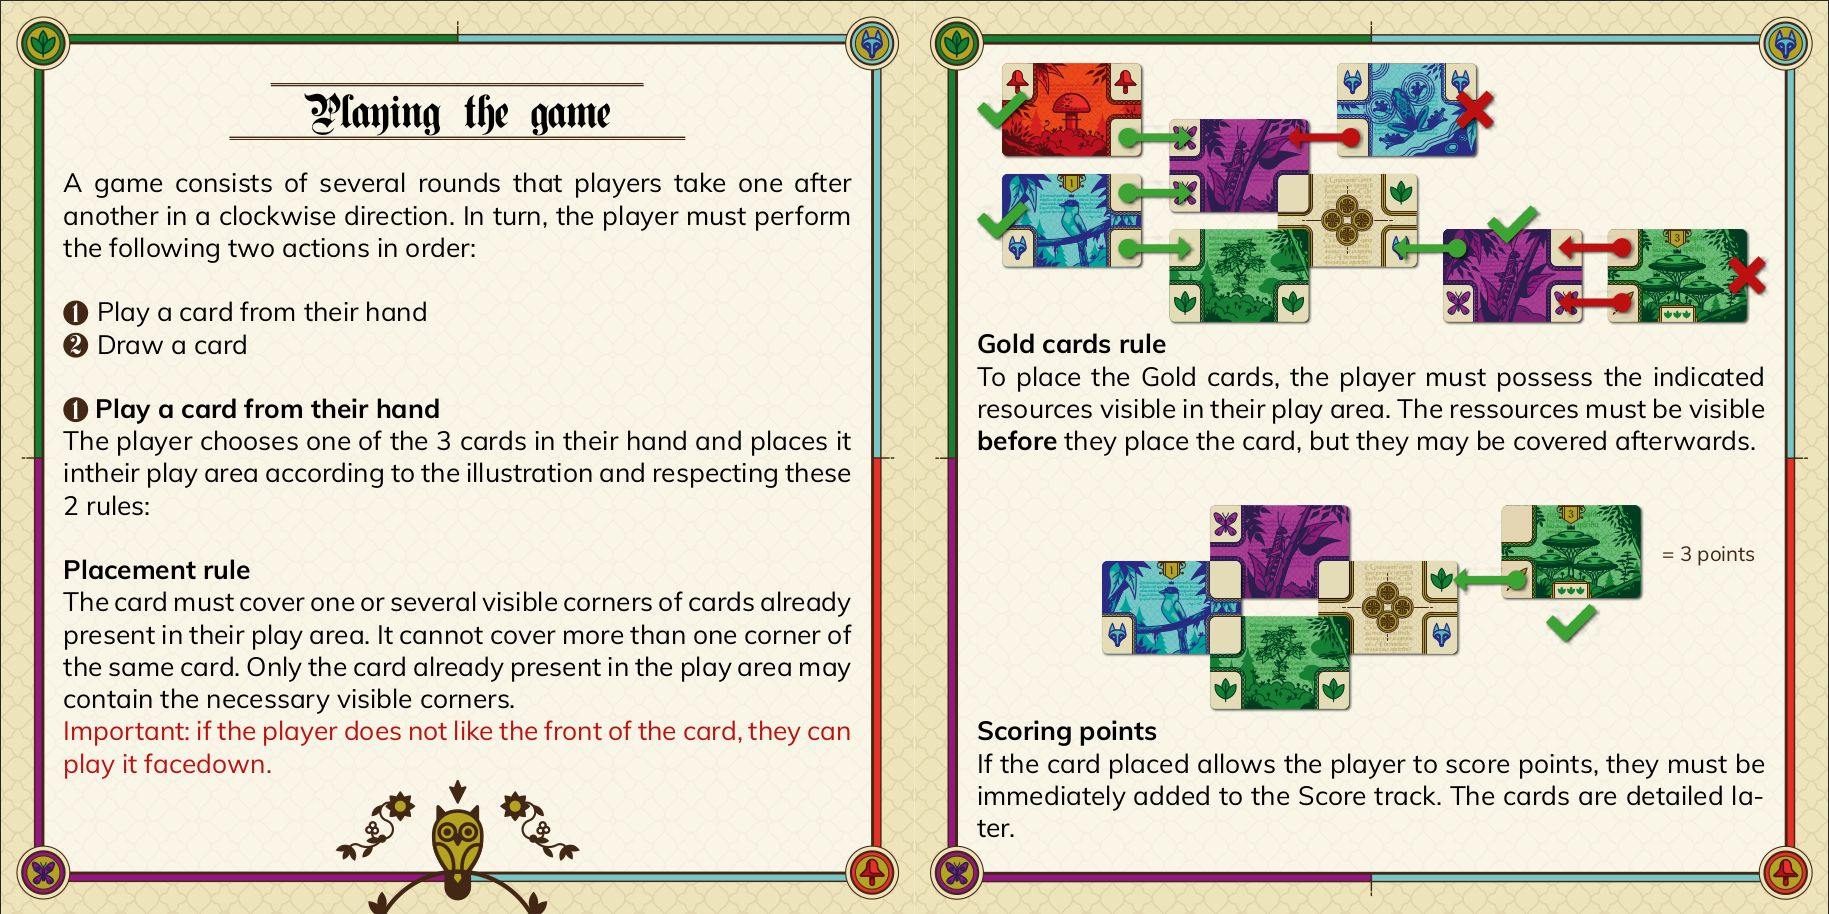 Playing the game
A game consists of several rounds that players take one after
another in a clockwise direction. In turn, the player must perform
the following two actions in order:
1 Play a card from their hand
2 Draw a card
1 Play a card from their hand
The player chooses one of the 3 cards in their hand and places it
intheir play area according to the illustration and respecting these
2 rules:
Placement rule
The card must cover one or several visible corners of cards already
present in their play area. It cannot cover more than one corner of
the same card. Only the card already present in the play area may
contain the necessary visible corners.
Important: if the player does not like the front of the card, they can
play it facedown.
1
3
Gold cards rule
To place the Gold cards, the player must possess the indicated
resources visible in their play area. The ressources must be visible
before they place the card, but they may be covered afterwards.
3
= 3 points
1
Scoring points
If the card placed allows the player to score points, they must be
immediately added to the Score track. The cards are detailed la-
ter.